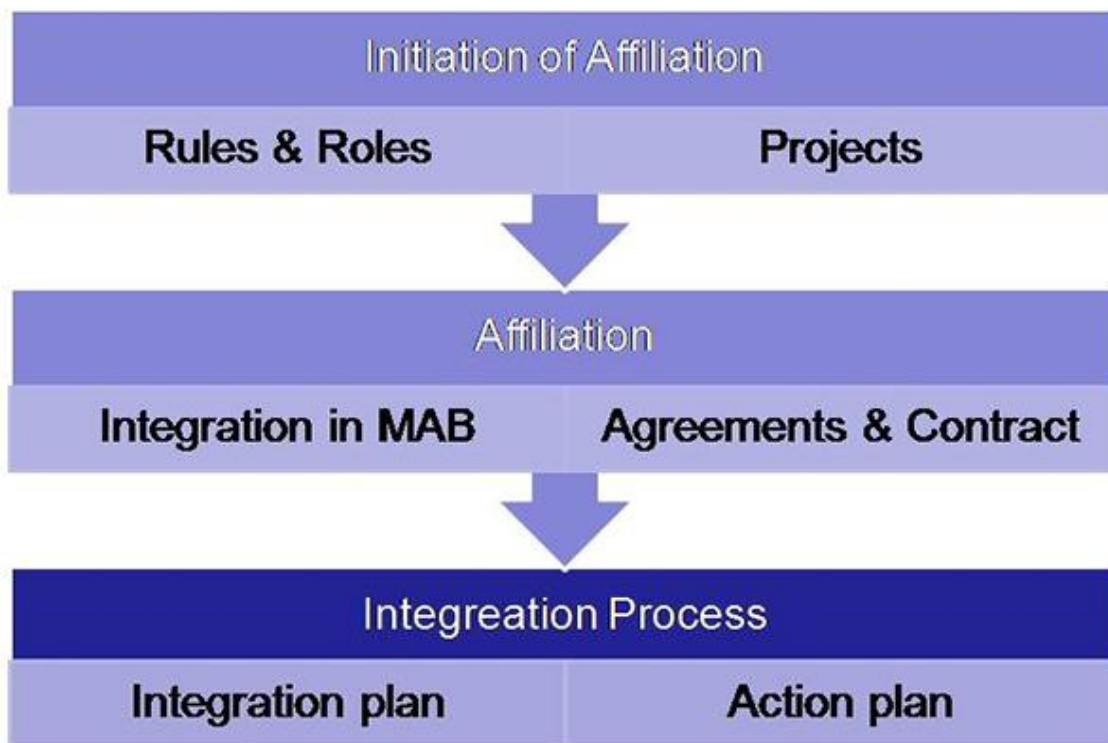 Initiation of Affiliation
Rules & Roles
Projects
Affiliation
Integration in MAB
Agreements & Contract
Integreation Process
Integration plan
Action plan